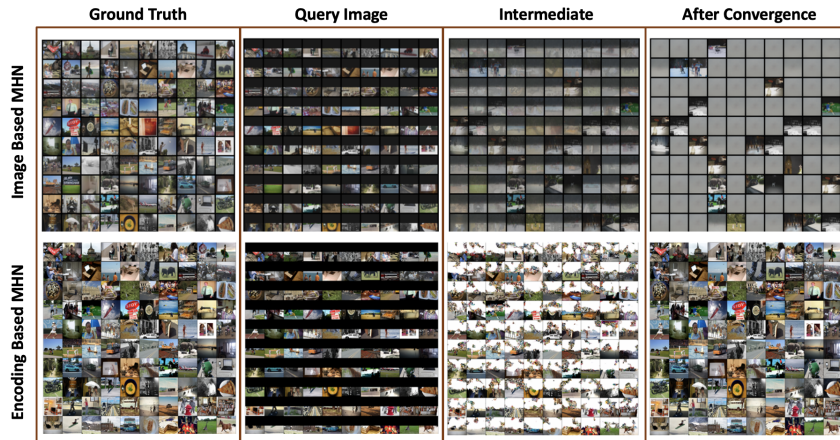 Ground Truth
Query Image
Intermediate
After Convergence
Image Based MHN
Encoding Based MHN